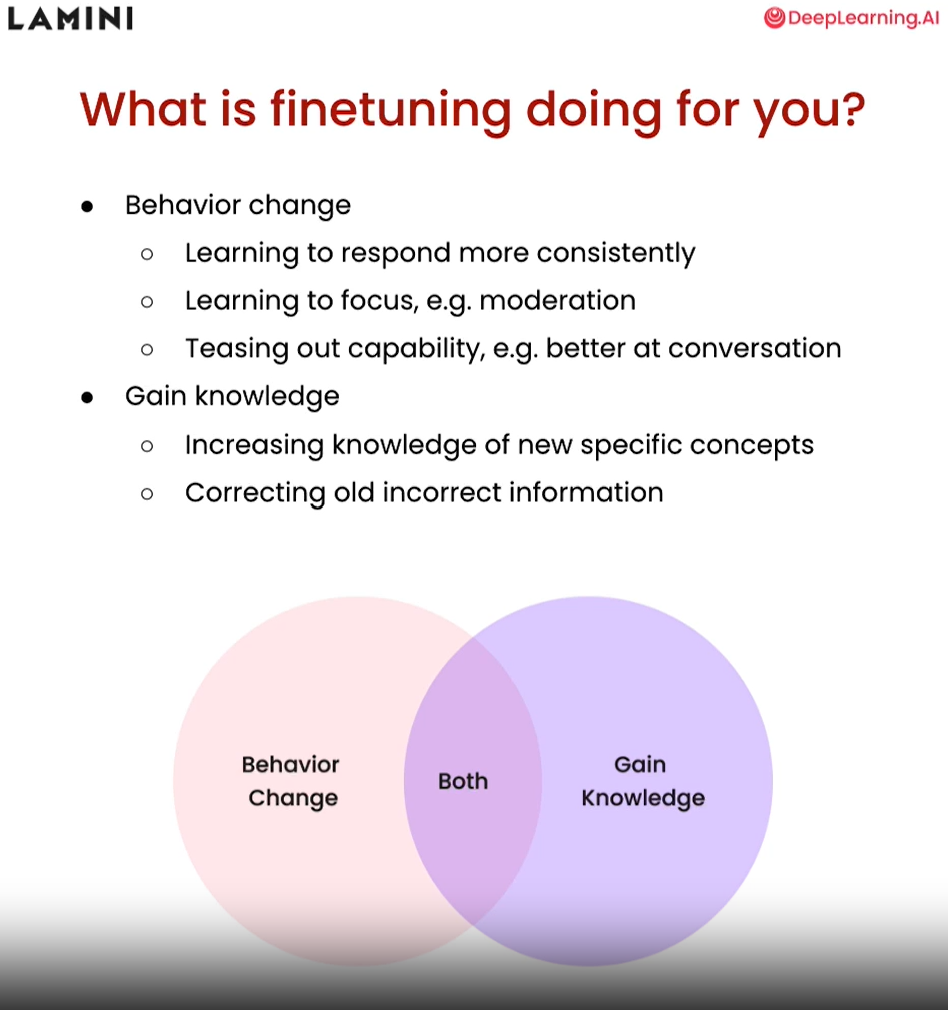 LAMINI
DeepLearning.AI
What is finetuning doing for you?
● Behavior change
○ Learning to respond more consistently
○ Learning to focus, e.g. moderation
○ Teasing out capability, e.g. better at conversation
● Gain knowledge
○ Increasing knowledge of new specific concepts
○ Correcting old incorrect information
Behavior
Change
Both
Gain
Knowledge